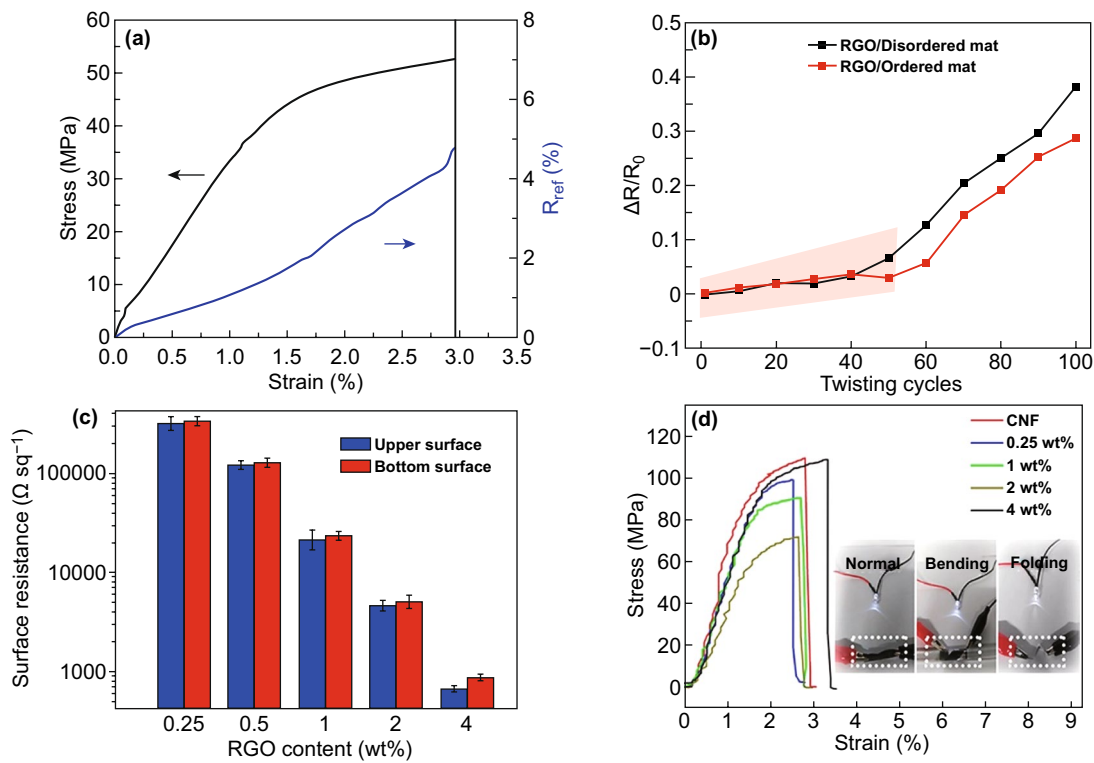 (a)
60
50
40
30
20
10
0
Stress (MPa)
8
6
4
2
0
R_ref (%)
0.0 0.5 1.0 1.5 2.0 2.5 3.0 3.5
Strain (%)
(b)
RGO/Disordered mat
RGO/Ordered mat
0.5
0.4
0.3
0.2
0.1
0
−0.1
ΔR/R₀
0 20 40 60 80 100
Twisting cycles
(c)
Upper surface
Bottom surface
100000
10000
1000
Surface resistance (Ω sq⁻¹)
0.25 0.5 1 2 4
RGO content (wt%)
(d)
CNF
0.25 wt%
1 wt%
2 wt%
4 wt%
120
100
80
60
40
20
0
Stress (MPa)
Normal Bending Folding
0 1 2 3 4 5 6 7 8 9
Strain (%)